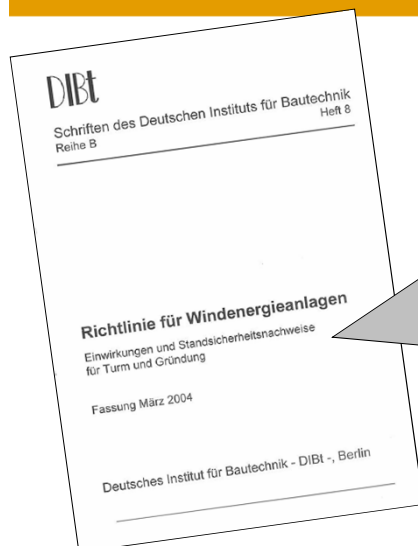 DIBt
Schriften des Deutschen Instituts für Bautechnik
Reihe B
Heft 8
Richtlinie für Windenergieanlagen
Einwirkungen und Standsicherheitsnachweise
für Turm und Gründung
Fassung März 2004
Deutsches Institut für Bautechnik - DIBt -, Berlin